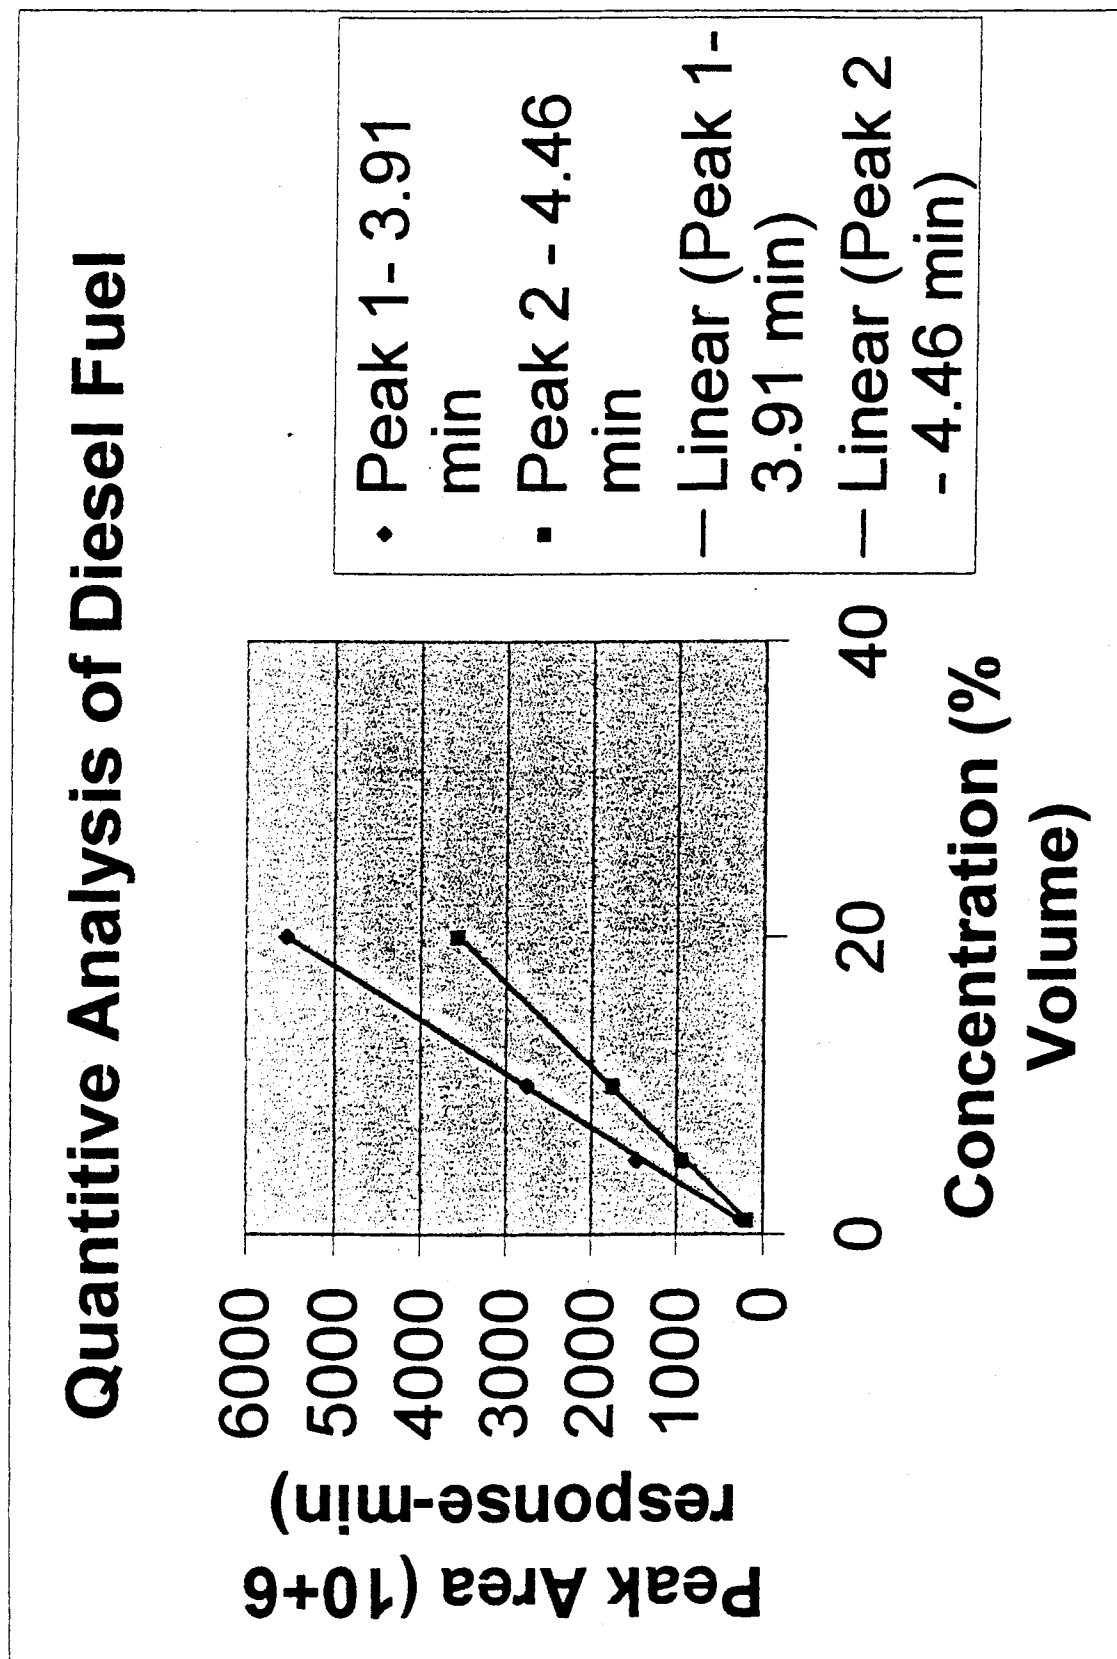 Quantitive Analysis of Diesel Fuel
Peak Area (10+6
response-min)
6000
5000
4000
3000
2000
1000
0
0
20
40
Concentration (%
Volume)
Peak 1- 3.91
min
Peak 2 - 4.46
min
Linear (Peak 1-
3.91 min)
Linear (Peak 2
- 4.46 min)